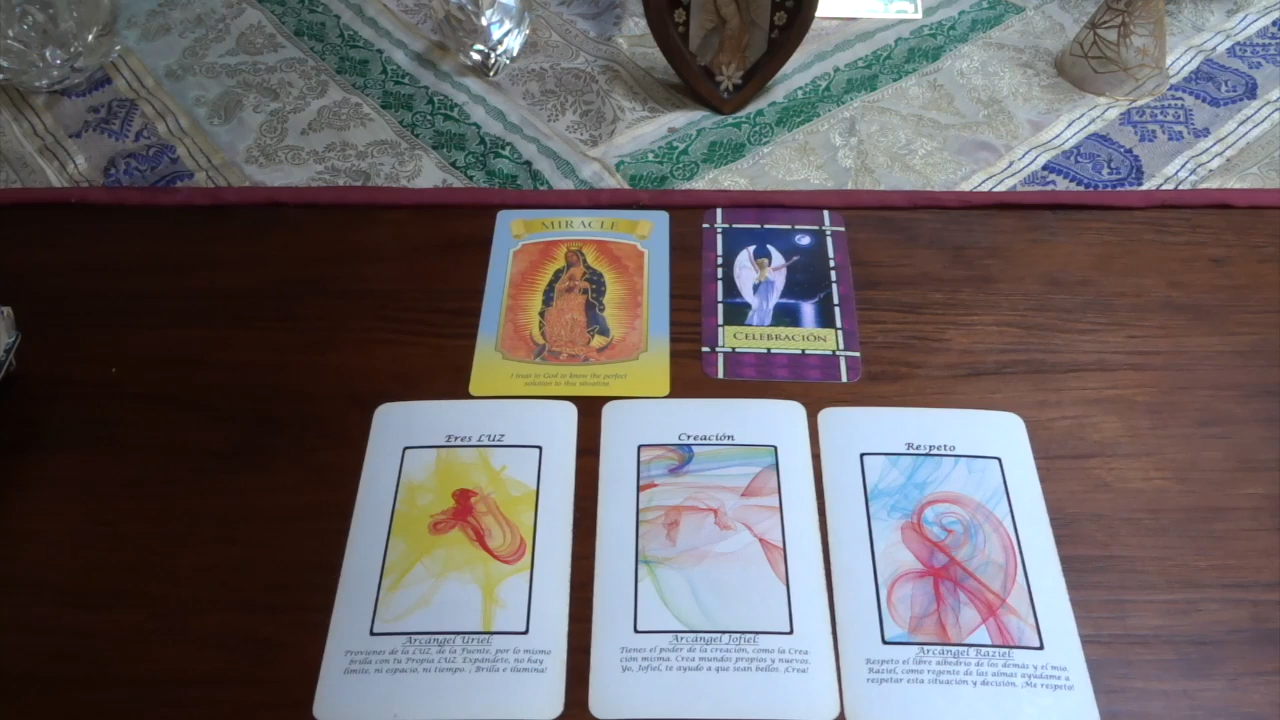 MIRACLE
I trust in God to know the perfect
solution to this situation
CELEBRACIÓN
Eres LUZ
Arcángel Uriel:
Provienes de la LUZ, de la Fuente, por lo mismo
brilla con tu Propia LUZ. Expándete, no hay
límite, ni espacio, ni tiempo. ¡ Brilla e ilumina!
Creación
Arcángel Jofiel:
Tienes el poder de la creación, como la Crea-
ción misma. Crea mundos propios y nuevos.
Yo, Jofiel, te ayudo a que sean bellos. ¡Crea!
Respeto
Arcángel Raziel:
Respeto el libre albedrío de los demás y el mío.
Raziel, como regente de las almas ayúdame a
respetar esta situación y decisión. ¡Me respeto!